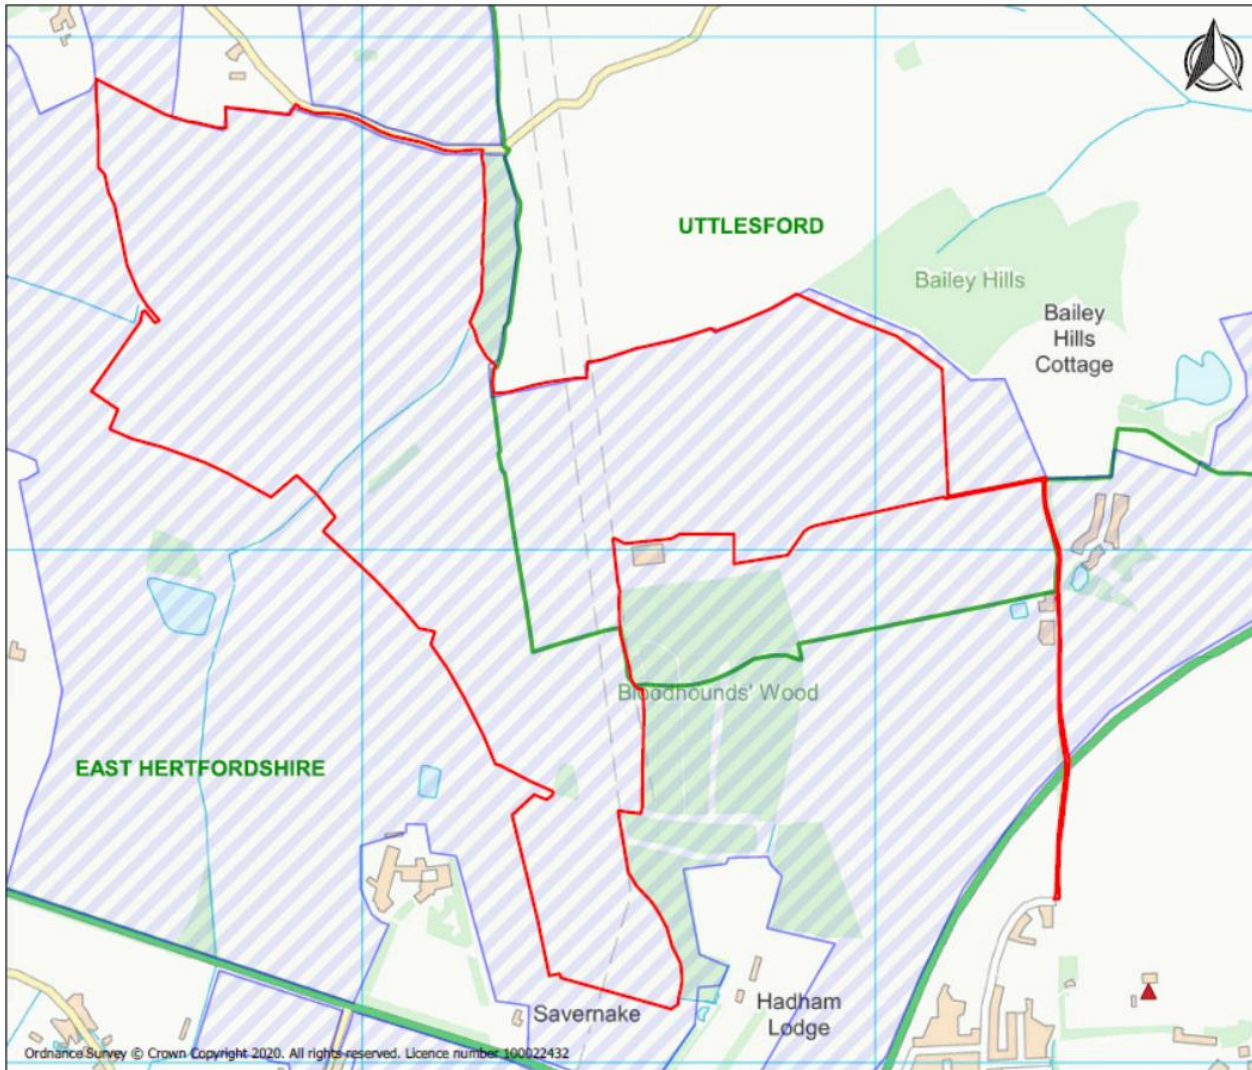 UTTLESFORD
Bailey Hills
Bailey
Hills
Cottage
Bloodhounds' Wood
EAST HERTFORDSHIRE
Savernake
Hadham
Lodge
Ordnance Survey © Crown Copyright 2020. All rights reserved. Licence number 100022432